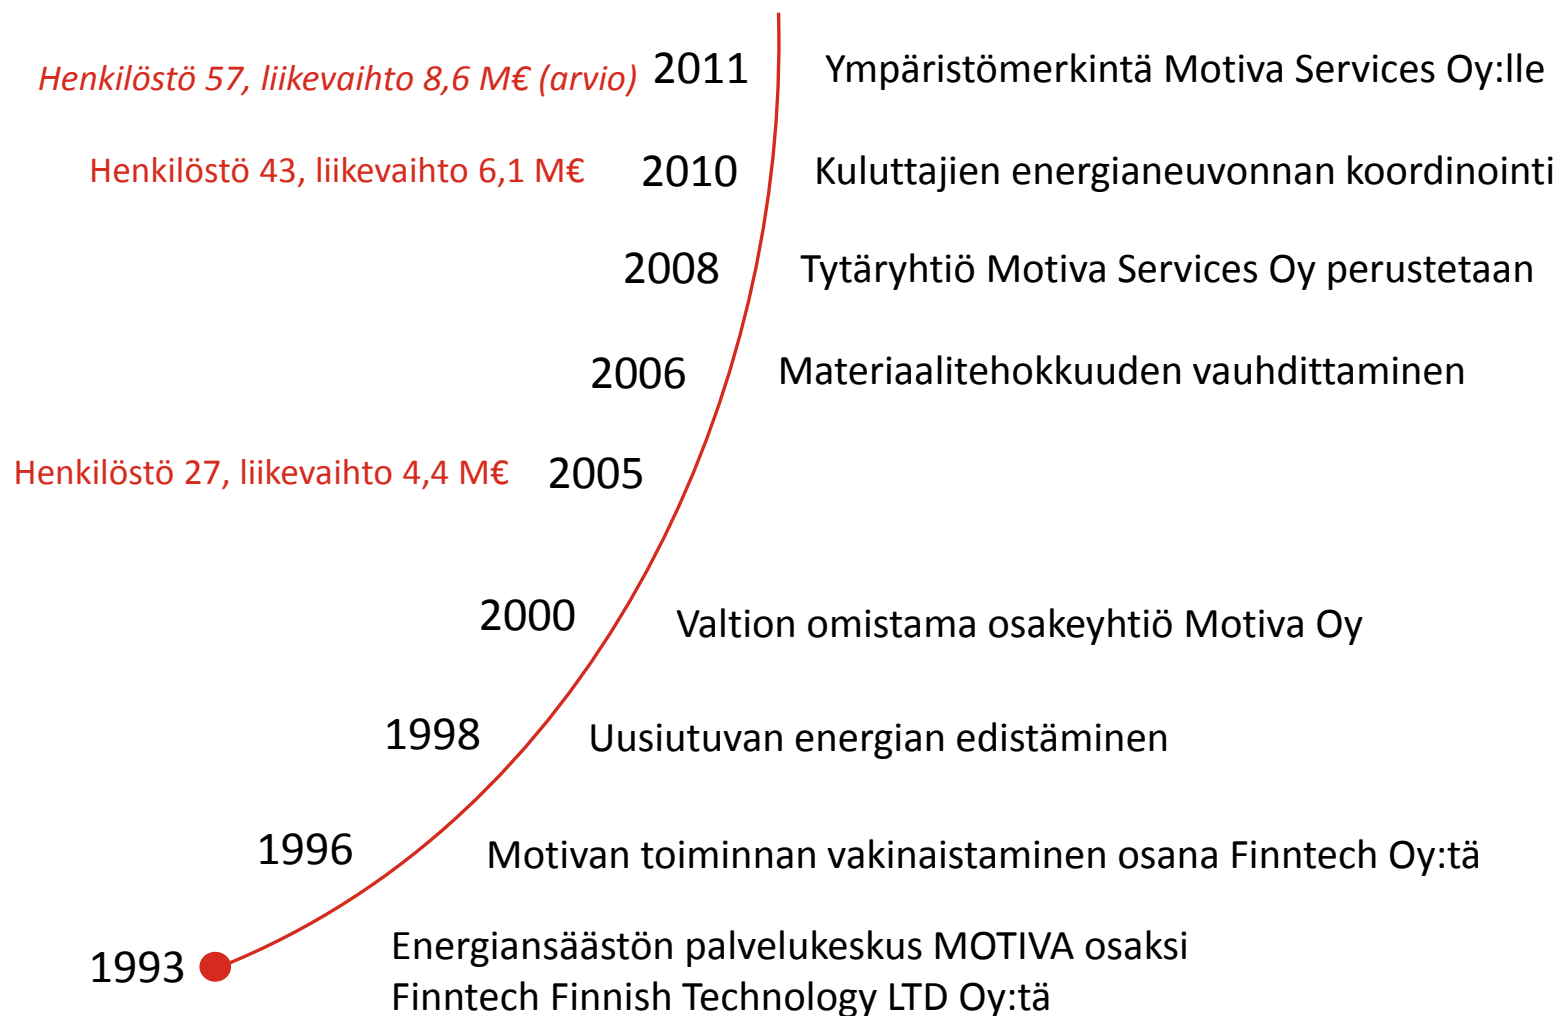 Henkilöstö 57, liikevaihto 8,6 M€ (arvio) 2011 Ympäristömerkintä Motiva Services Oy:lle
Henkilöstö 43, liikevaihto 6,1 M€ 2010 Kuluttajien energianeuvonnan koordinointi
2008 Tytäryhtiö Motiva Services Oy perustetaan
2006 Materiaalitehokkuuden vauhdittaminen
Henkilöstö 27, liikevaihto 4,4 M€ 2005
2000 Valtion omistama osakeyhtiö Motiva Oy
1998 Uusiutuvan energian edistäminen
1996 Motivan toiminnan vakinaistaminen osana Finntech Oy:tä
1993 Energiansäästön palvelukeskus MOTIVA osaksi
Finntech Finnish Technology LTD Oy:tä